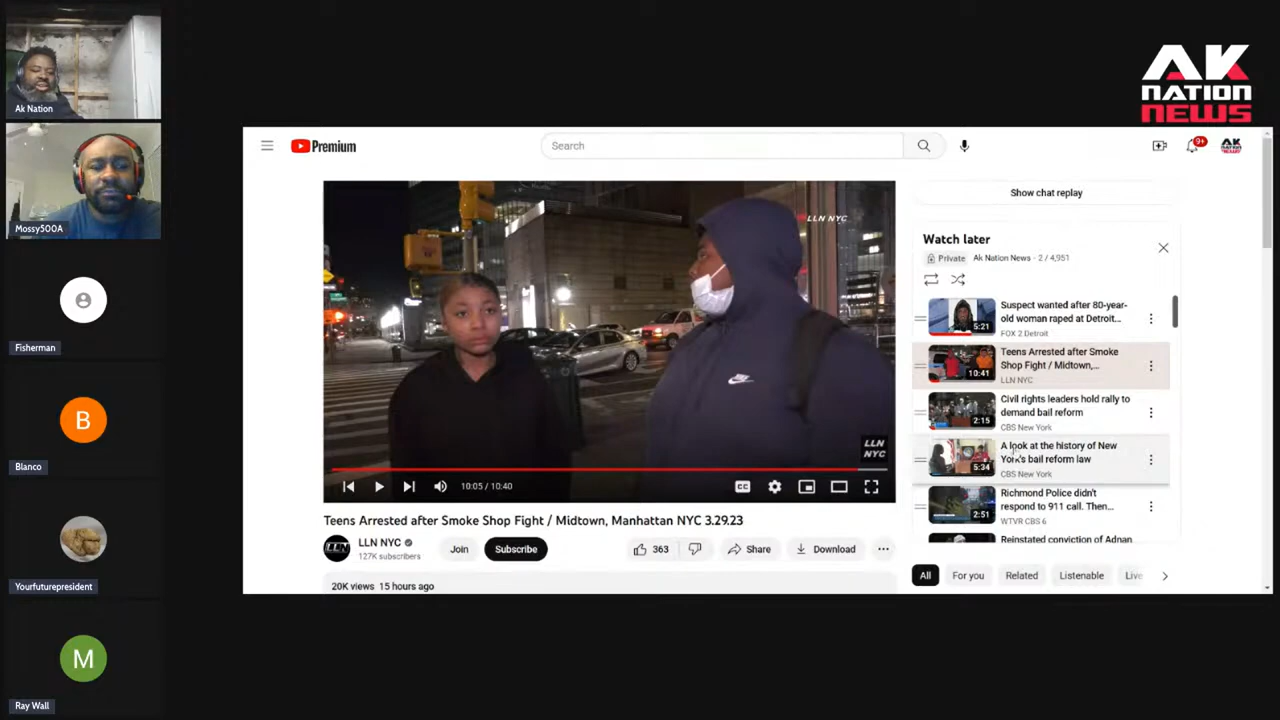 Ak Nation
Mossy500A
Fisherman
B
Blanco
Yourfuturepresident
M
Ray Wall
AK
NATION
NEWS
Premium
Search
9+
AK
LLN NYC
LLN
NYC
10:05 / 10:40
CC
Teens Arrested after Smoke Shop Fight / Midtown, Manhattan NYC 3.29.23
LLN
LLN NYC
127K subscribers
Join
Subscribe
363
Share
Download
20K views 15 hours ago
Show chat replay
Watch later
Private Ak Nation News - 2 / 4,951
5:21
Suspect wanted after 80-year-
old woman raped at Detroit...
FOX 2 Detroit
10:41
Teens Arrested after Smoke
Shop Fight / Midtown,...
LLN NYC
2:15
Civil rights leaders hold rally to
demand bail reform
CBS New York
5:34
A look at the history of New
York's bail reform law
CBS New York
2:51
Richmond Police didn't
respond to 911 call. Then...
WTVR CBS 6
Reinstated conviction of Adnan
All
For you
Related
Listenable
Live